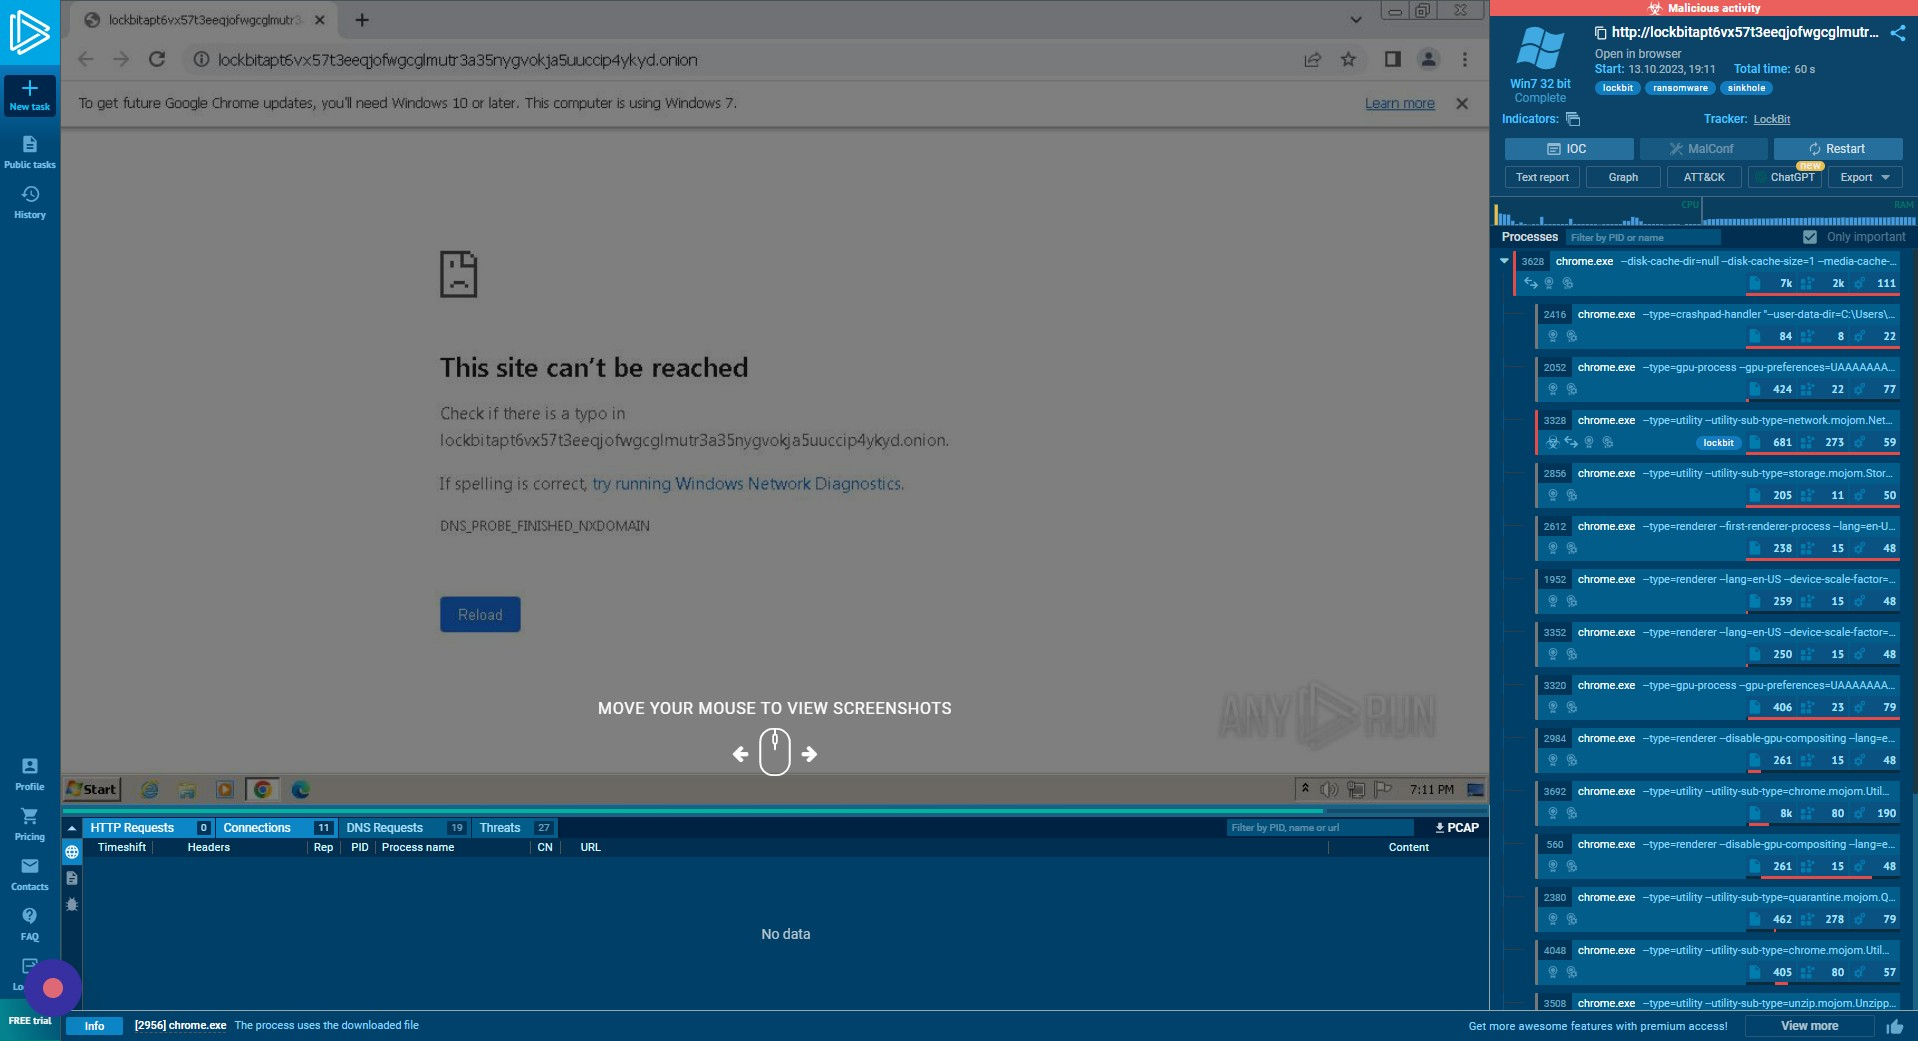 New task
Public tasks
History
Profile
Pricing
Contacts
FAQ
FREE trial
lockbitapt6vx57t3eeqjofwgcglmutr3
lockbitapt6vx57t3eeqjofwgcglmutr3a35nygvokja5uuccip4ykyd.onion
To get future Google Chrome updates, you'll need Windows 10 or later. This computer is using Windows 7.
Learn more
This site can't be reached
Check if there is a typo in
lockbitapt6vx57t3eeqjofwgcglmutr3a35nygvokja5uuccip4ykyd.onion.
If spelling is correct, try running Windows Network Diagnostics.
DNS_PROBE_FINISHED_NXDOMAIN
Reload
MOVE YOUR MOUSE TO VIEW SCREENSHOTS
ANY RUN
Start
7:11 PM
HTTP Requests 0 Connections 11 DNS Requests 19 Threats 27
Filter by PID, name or url
PCAP
Timeshift Headers Rep PID Process name CN URL Content
No data
Info [2956] chrome.exe The process uses the downloaded file
Get more awesome features with premium access! View more
Malicious activity
Win7 32 bit
Complete
http://lockbitapt6vx57t3eeqjofwgcglmutr...
Open in browser
Start: 13.10.2023, 19:11 Total time: 60 s
lockbit ransomware sinkhole
Indicators:
Tracker: LockBit
IOC MalConf Restart
Text report Graph ATT&CK ChatGPT new Export
CPU RAM
Processes Filter by PID or name Only important
3628 chrome.exe --disk-cache-dir=null --disk-cache-size=1 --media-cache-...
7k 2k 111
2416 chrome.exe --type=crashpad-handler "--user-data-dir=C:\Users\...
84 8 22
2052 chrome.exe --type=gpu-process --gpu-preferences=UAAAAAAA...
424 22 77
3328 chrome.exe --type=utility --utility-sub-type=network.mojom.Net...
lockbit 681 273 59
2856 chrome.exe --type=utility --utility-sub-type=storage.mojom.Stor...
205 11 50
2612 chrome.exe --type=renderer --first-renderer-process --lang=en-U...
238 15 48
1952 chrome.exe --type=renderer --lang=en-US --device-scale-factor=...
259 15 48
3352 chrome.exe --type=renderer --lang=en-US --device-scale-factor=...
250 15 48
3320 chrome.exe --type=gpu-process --gpu-preferences=UAAAAAAA...
406 23 79
2984 chrome.exe --type=renderer --disable-gpu-compositing --lang=e...
261 15 48
3692 chrome.exe --type=utility --utility-sub-type=chrome.mojom.Util...
8k 80 190
560 chrome.exe --type=renderer --disable-gpu-compositing --lang=e...
261 15 48
2380 chrome.exe --type=utility --utility-sub-type=quarantine.mojom.Q...
462 278 79
4048 chrome.exe --type=utility --utility-sub-type=chrome.mojom.Util...
405 80 57
3508 chrome.exe --type=utility --utility-sub-type=unzip.mojom.Unzipp...